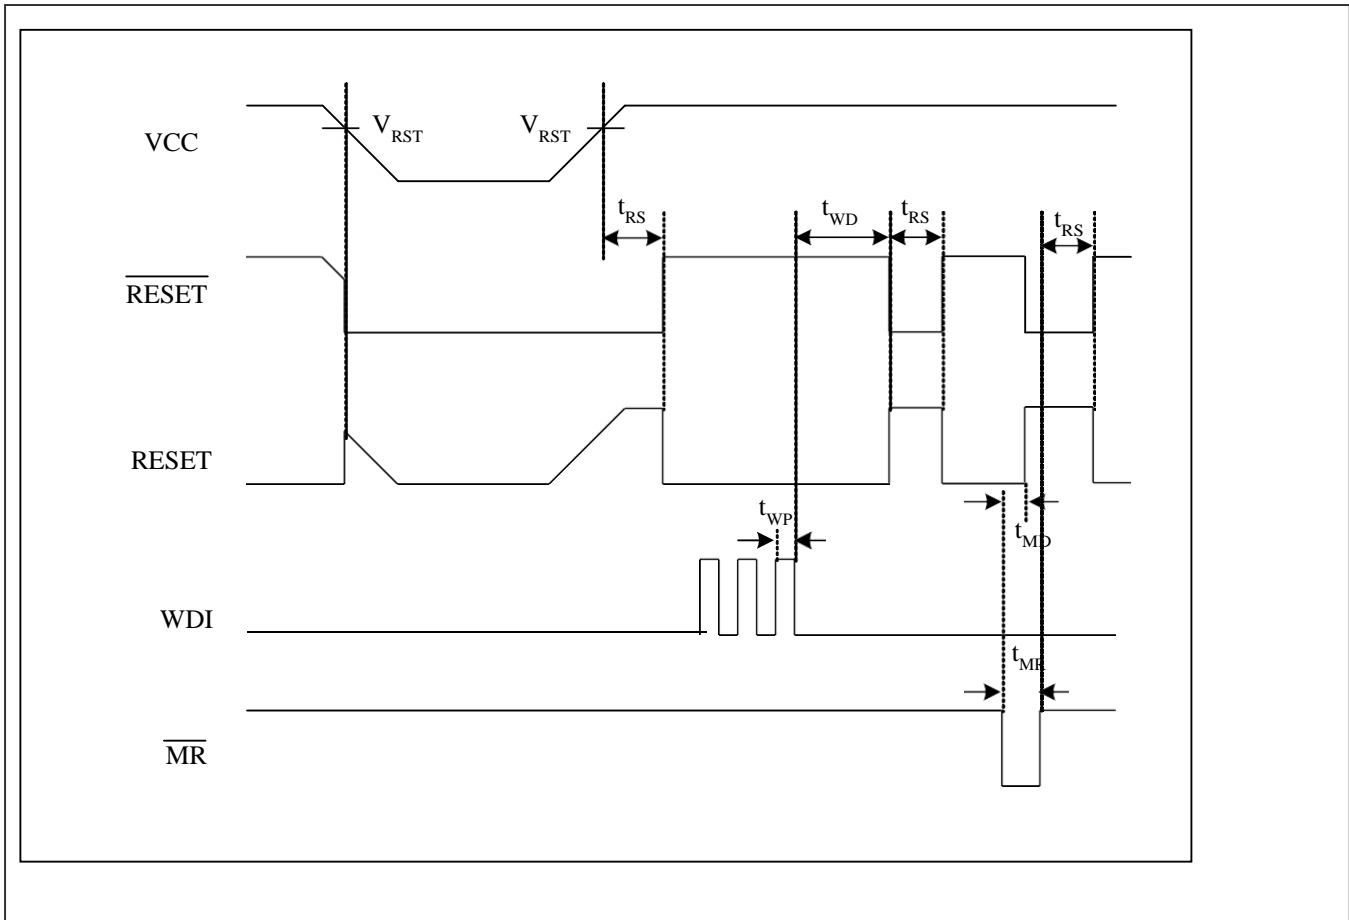 VCC
V_RST
V_RST
t_RS
t_WD
t_RS
t_RS
RESET
RESET
t_WP
t_MD
WDI
t_MR
MR